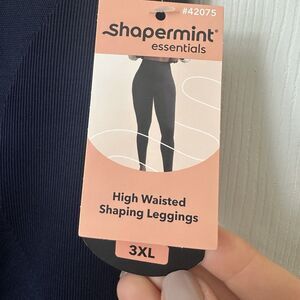 #42075
Shapermint®
essentials
High Waisted
Shaping Leggings
3XL